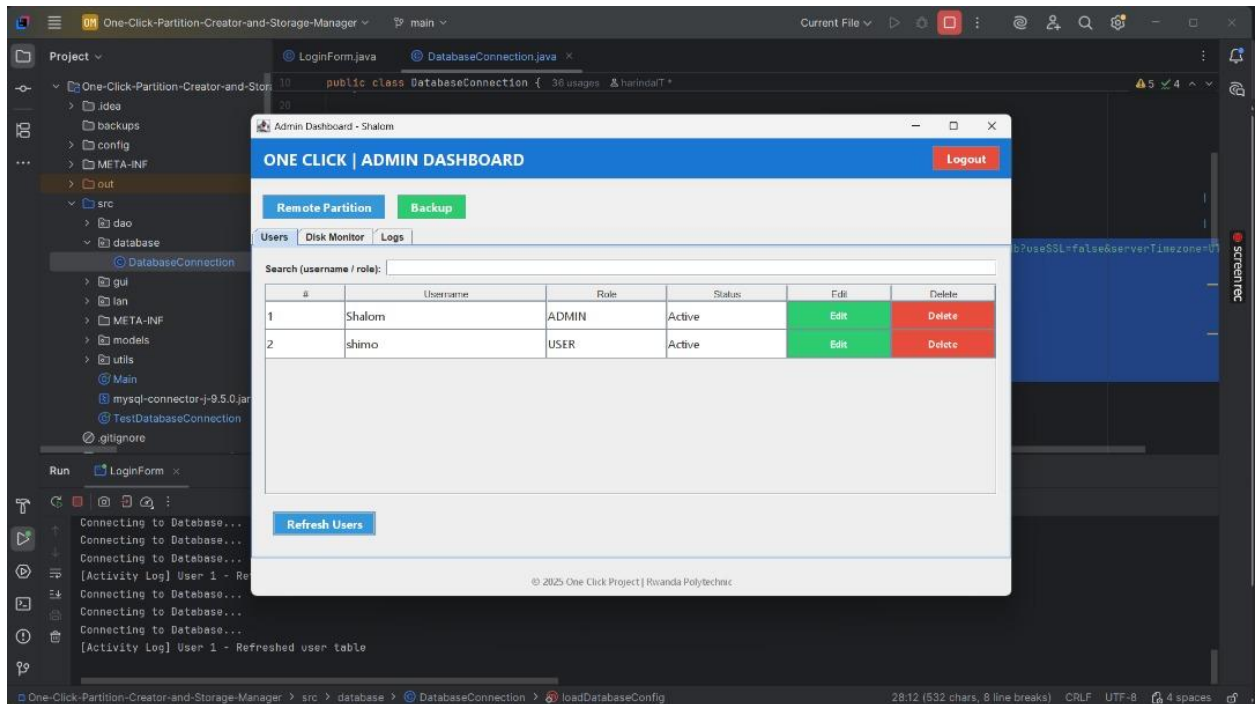 One-Click-Partition-Creator-and-Storage-Manager
main
Current File
Project
LoginForm.java
DatabaseConnection.java
One-Click-Partition-Creator-and-Stor
.idea
backups
config
META-INF
out
src
dao
database
DatabaseConnection
gui
lan
META-INF
models
utils
Main
mysql-connector-j-9.5.0.jar
TestDatabaseConnection
.gitignore
10 public class DatabaseConnection { 36 usages harindaIT *
5 4
20
b?useSSL=false&serverTimezone=UT
Admin Dashboard - Shalom
ONE CLICK | ADMIN DASHBOARD
Logout
Remote Partition Backup
Users Disk Monitor Logs
Search (username / role):
# Username Role Status Edit Delete
1 Shalom ADMIN Active Edit Delete
2 shimo USER Active Edit Delete
Refresh Users
© 2025 One Click Project | Rwanda Polytechnic
screenrec
Run LoginForm
Connecting to Database...
Connecting to Database...
Connecting to Database...
[Activity Log] User 1 - Re
Connecting to Database...
Connecting to Database...
Connecting to Database...
[Activity Log] User 1 - Refreshed user table
One-Click-Partition-Creator-and-Storage-Manager > src > database > DatabaseConnection > loadDatabaseConfig
28:12 (532 chars, 8 line breaks) CRLF UTF-8 4 spaces